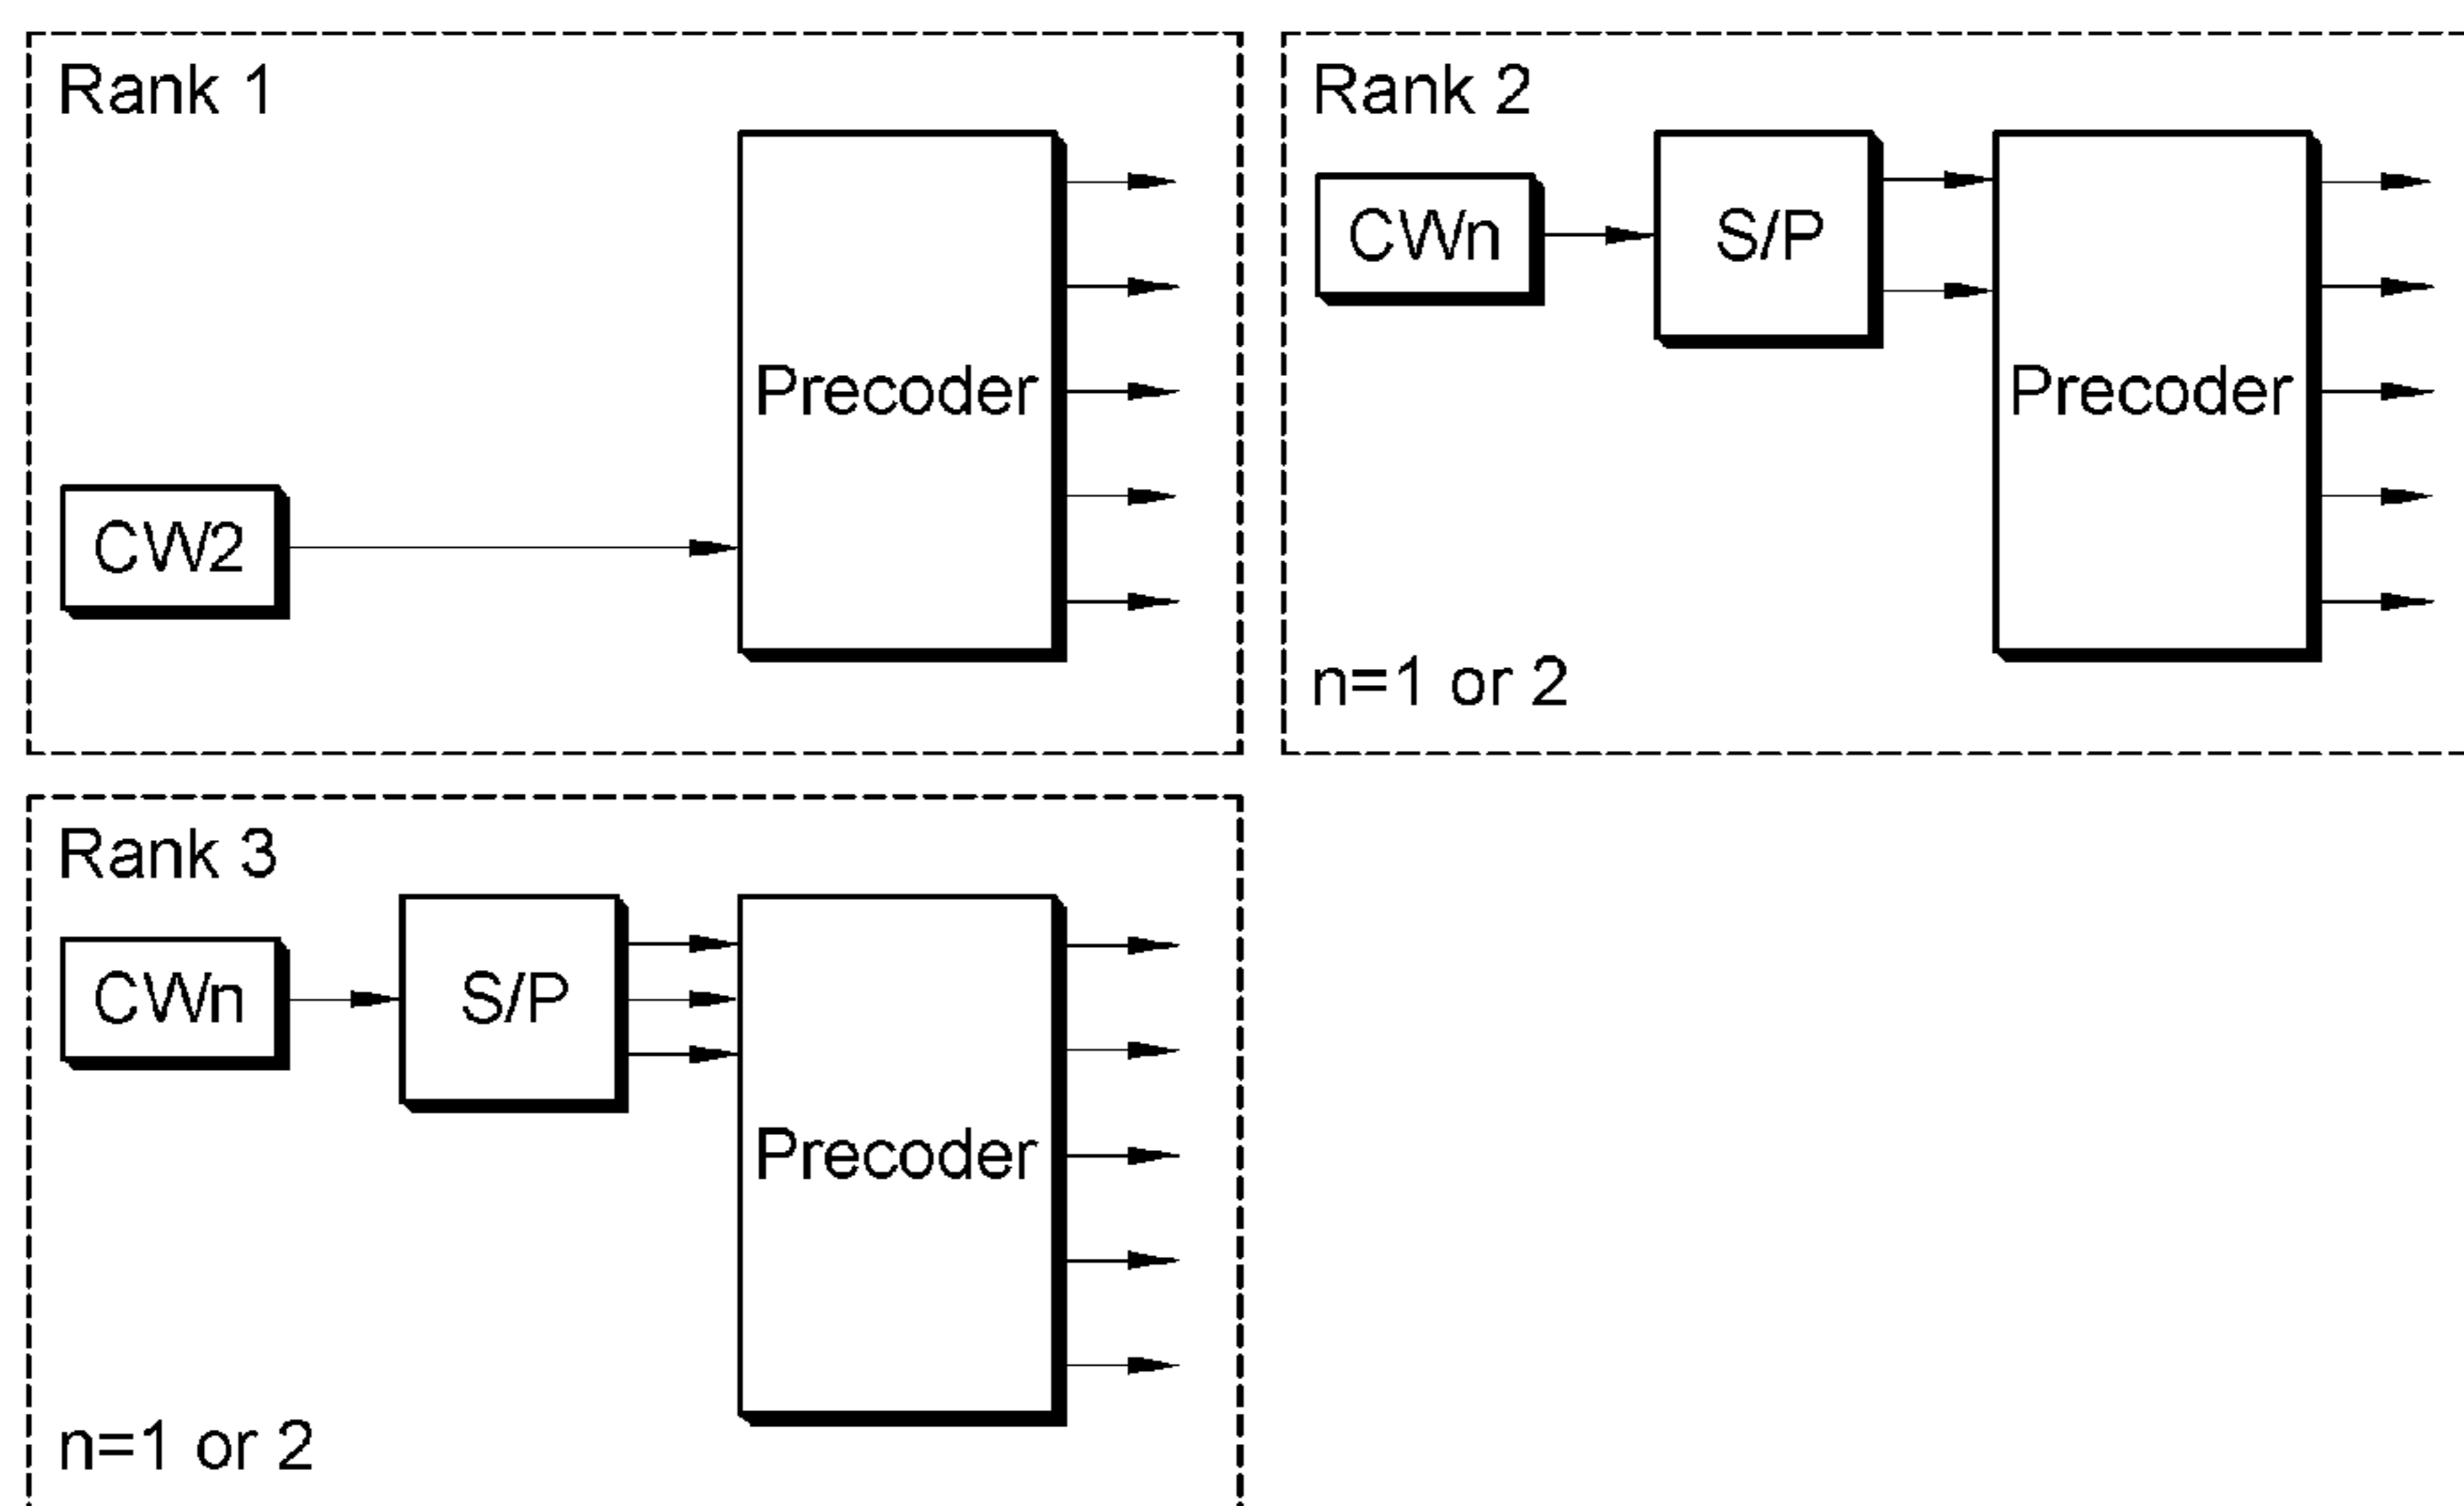 Rank 1
Precoder
CW2
Rank 2
CWn
S/P
Precoder
n=1 or 2
Rank 3
CWn
S/P
Precoder
n=1 or 2